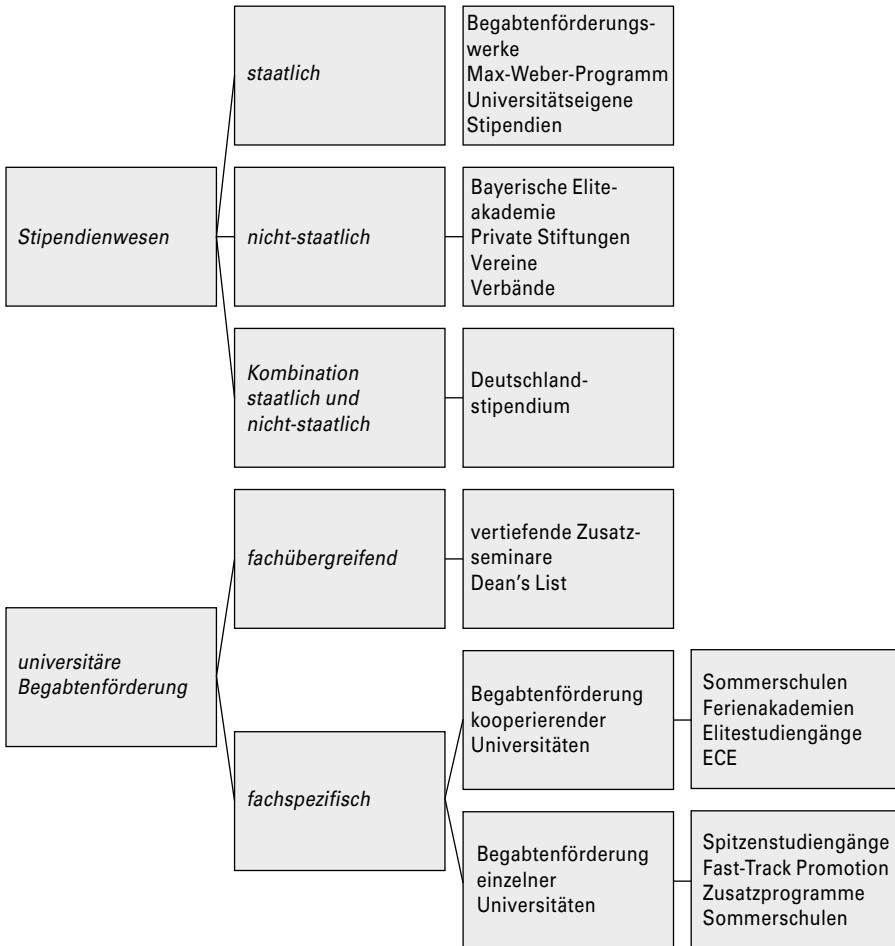 staatlich
Begabtenförderungs-
werke
Max-Weber-Programm
Universitätseigene
Stipendien
Stipendienwesen
nicht-staatlich
Bayerische Elite-
akademie
Private Stiftungen
Vereine
Verbände
Kombination
staatlich und
nicht-staatlich
Deutschland-
stipendium
fachübergreifend
vertiefende Zusatz-
seminare
Dean's List
universitäre
Begabtenförderung
fachspezifisch
Begabtenförderung
kooperierender
Universitäten
Sommerschulen
Ferienakademien
Elitestudiengänge
ECE
Begabtenförderung
einzelner
Universitäten
Spitzenstudiengänge
Fast-Track Promotion
Zusatzprogramme
Sommerschulen